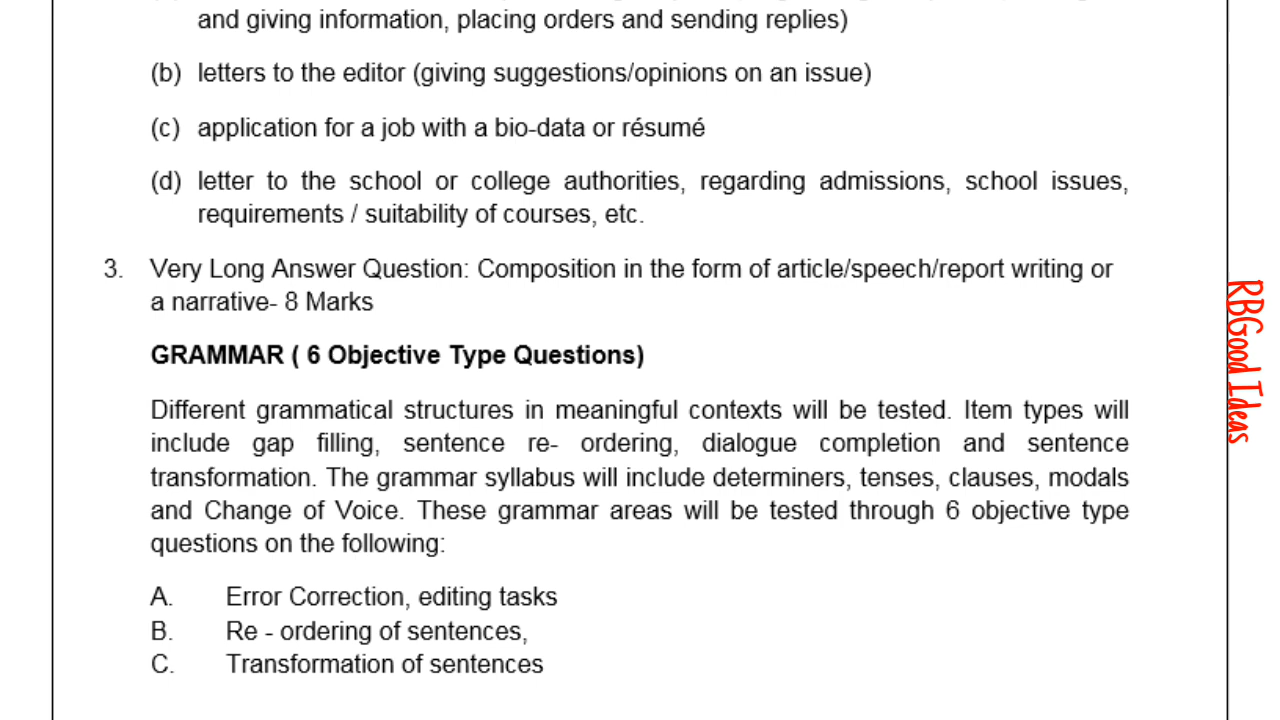 and giving information, placing orders and sending replies)
(b) letters to the editor (giving suggestions/opinions on an issue)
(c) application for a job with a bio-data or résumé
(d) letter to the school or college authorities, regarding admissions, school issues,
requirements / suitability of courses, etc.
3. Very Long Answer Question: Composition in the form of article/speech/report writing or
a narrative- 8 Marks
GRAMMAR ( 6 Objective Type Questions)
Different grammatical structures in meaningful contexts will be tested. Item types will
include gap filling, sentence re- ordering, dialogue completion and sentence
transformation. The grammar syllabus will include determiners, tenses, clauses, modals
and Change of Voice. These grammar areas will be tested through 6 objective type
questions on the following:
A. Error Correction, editing tasks
B. Re - ordering of sentences,
C. Transformation of sentences
RBGood Ideas